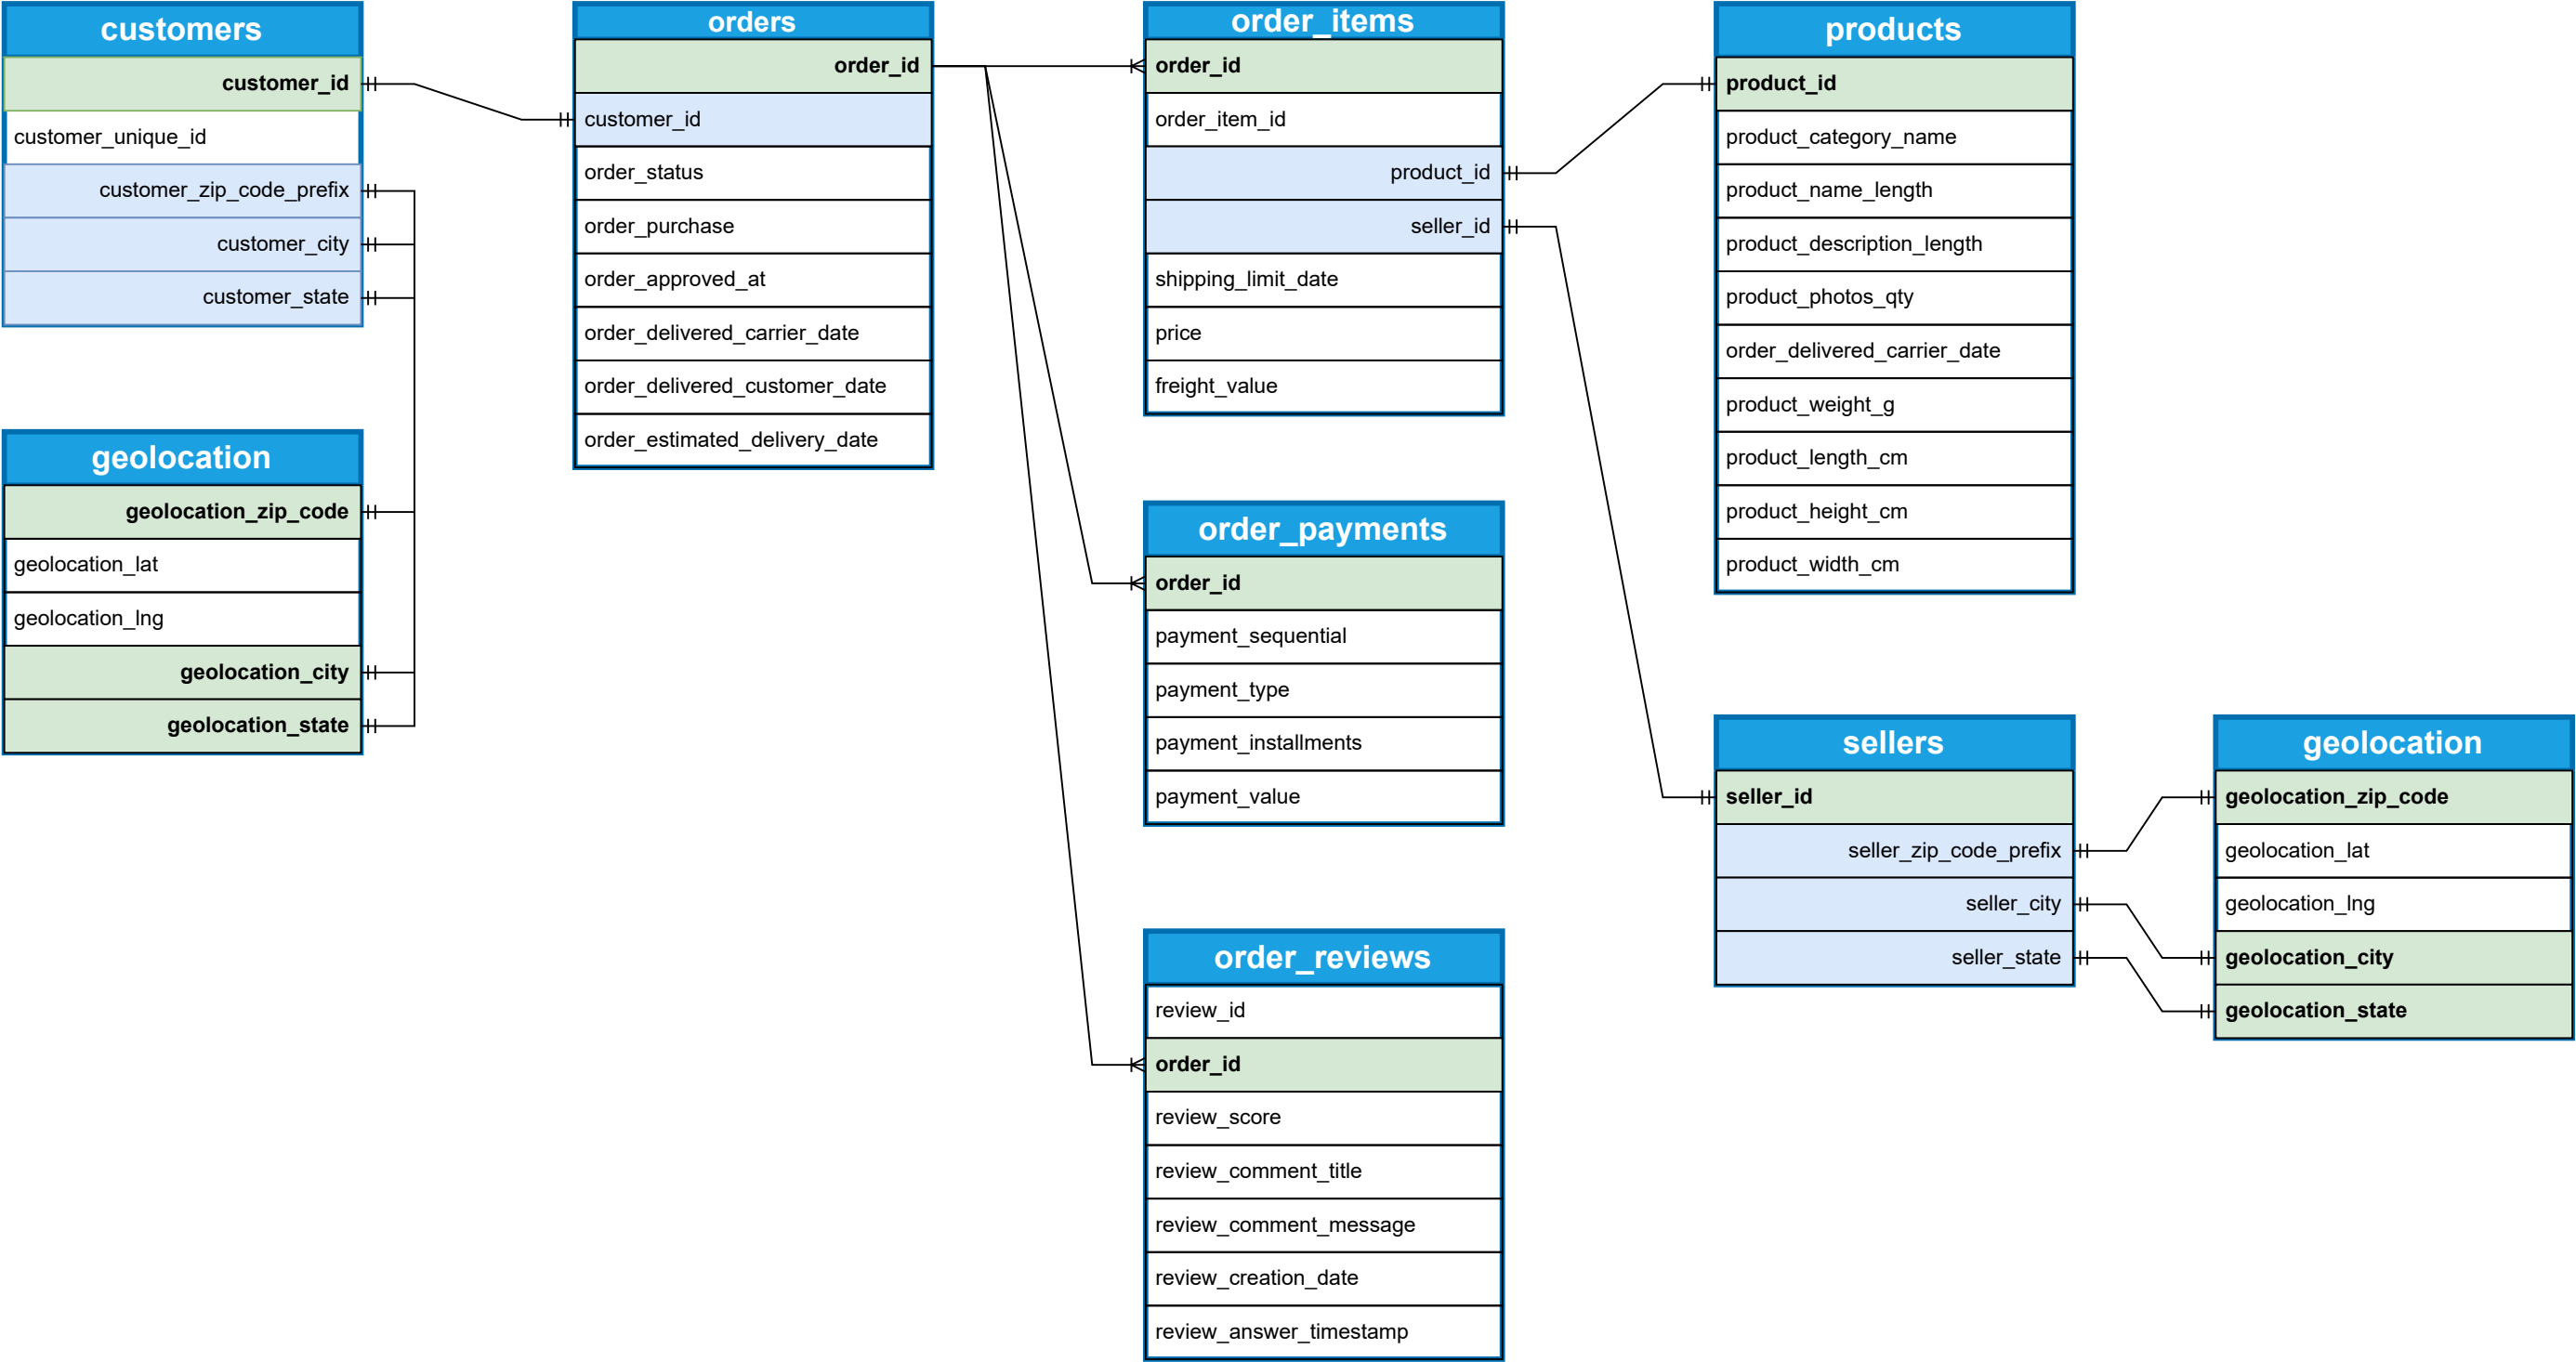 customers
customer_id
customer_unique_id
customer_zip_code_prefix
customer_city
customer_state
geolocation
geolocation_zip_code
geolocation_lat
geolocation_lng
geolocation_city
geolocation_state
orders
order_id
customer_id
order_status
order_purchase
order_approved_at
order_delivered_carrier_date
order_delivered_customer_date
order_estimated_delivery_date
order_items
order_id
order_item_id
product_id
seller_id
shipping_limit_date
price
freight_value
order_payments
order_id
payment_sequential
payment_type
payment_installments
payment_value
order_reviews
review_id
order_id
review_score
review_comment_title
review_comment_message
review_creation_date
review_answer_timestamp
products
product_id
product_category_name
product_name_length
product_description_length
product_photos_qty
order_delivered_carrier_date
product_weight_g
product_length_cm
product_height_cm
product_width_cm
sellers
seller_id
seller_zip_code_prefix
seller_city
seller_state
geolocation
geolocation_zip_code
geolocation_lat
geolocation_lng
geolocation_city
geolocation_state